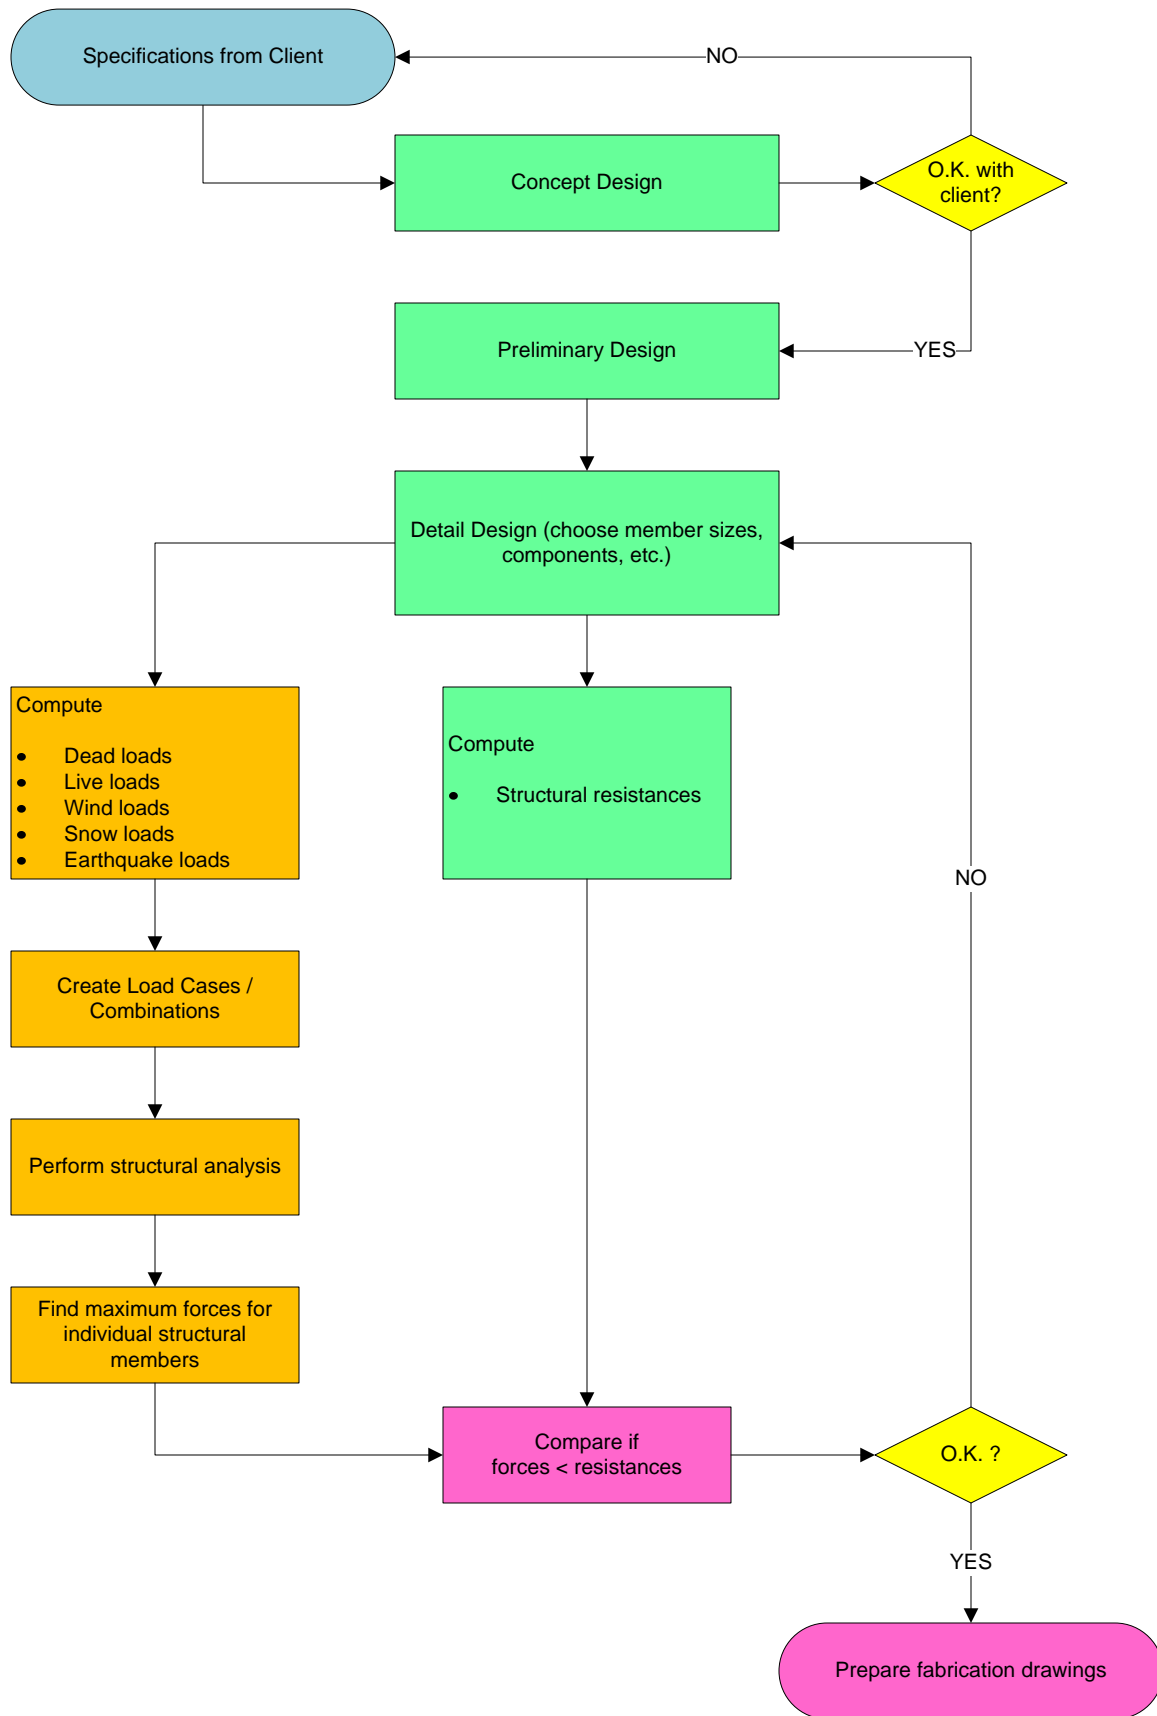 Specifications from Client
NO
Concept Design
O.K. with
client?
Preliminary Design
YES
Detail Design (choose member sizes,
components, etc.)
Compute
• Dead loads
• Live loads
• Wind loads
• Snow loads
• Earthquake loads
Compute
• Structural resistances
NO
Create Load Cases /
Combinations
Perform structural analysis
Find maximum forces for
individual structural
members
Compare if
forces < resistances
O.K. ?
YES
Prepare fabrication drawings